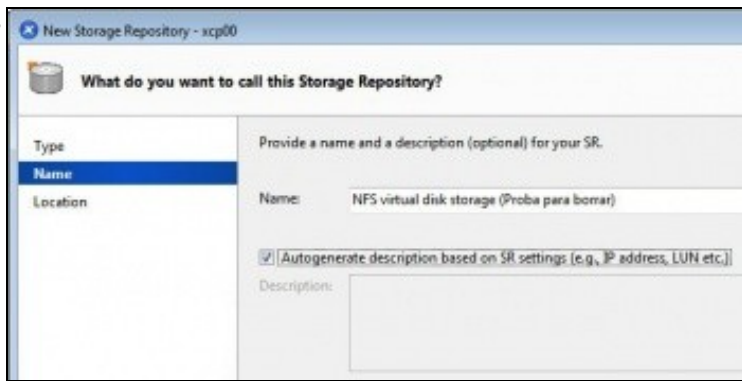 New Storage Repository - xcp00
What do you want to call this Storage Repository?
Type
Name
Location
Provide a name and a description (optional) for your SR.
Name: NFS virtual disk storage (Proba para borrar)
Autogenerate description based on SR settings (e.g., IP address, LUN etc.)
Description: